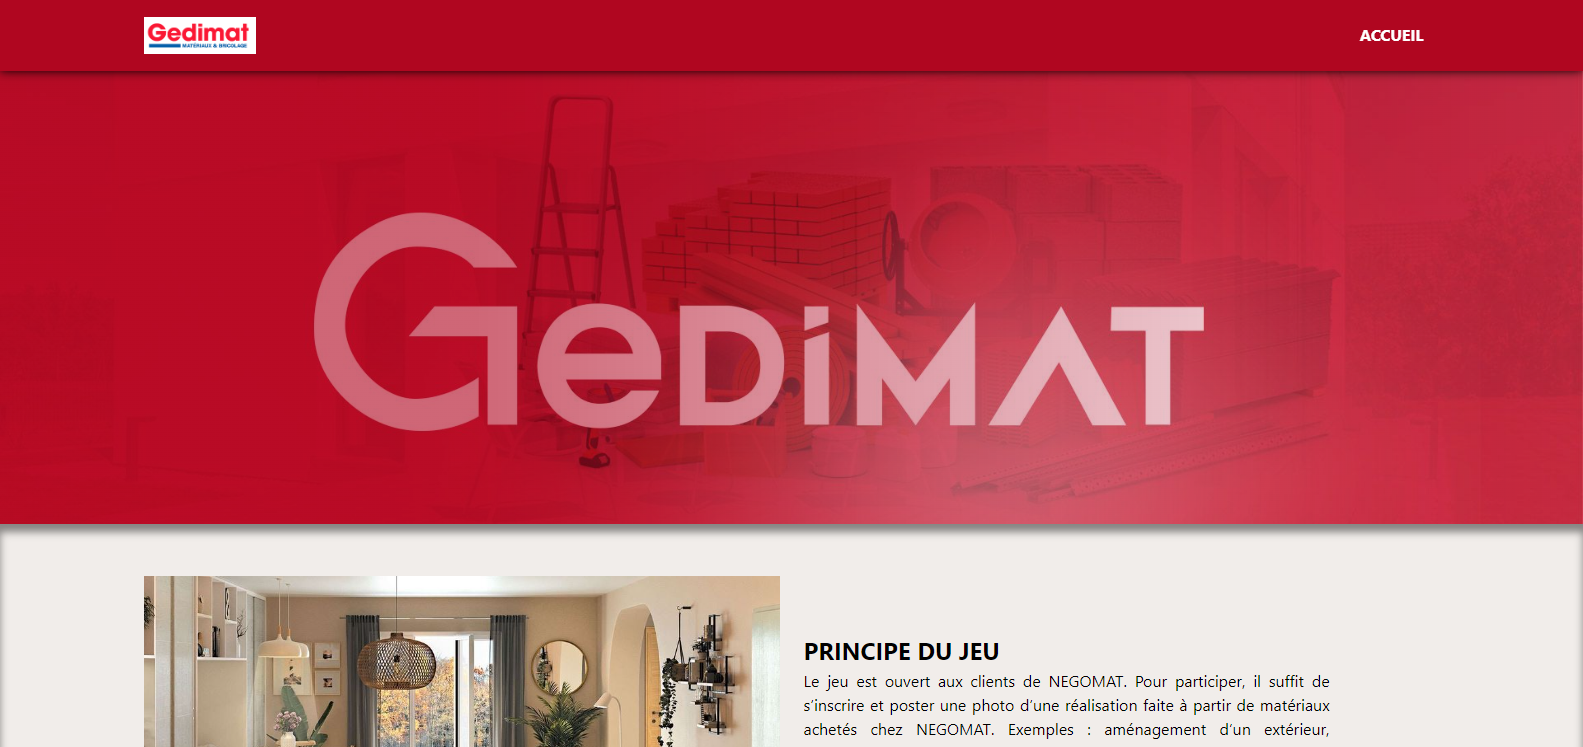 Gedimat
MATERIAUX & BRICOLAGE
ACCUEIL
GEDIMAT
PRINCIPE DU JEU
Le jeu est ouvert aux clients de NEGOMAT. Pour participer, il suffit de
s'inscrire et poster une photo d'une réalisation faite à partir de matériaux
achetés chez NEGOMAT. Exemples : aménagement d'un extérieur,